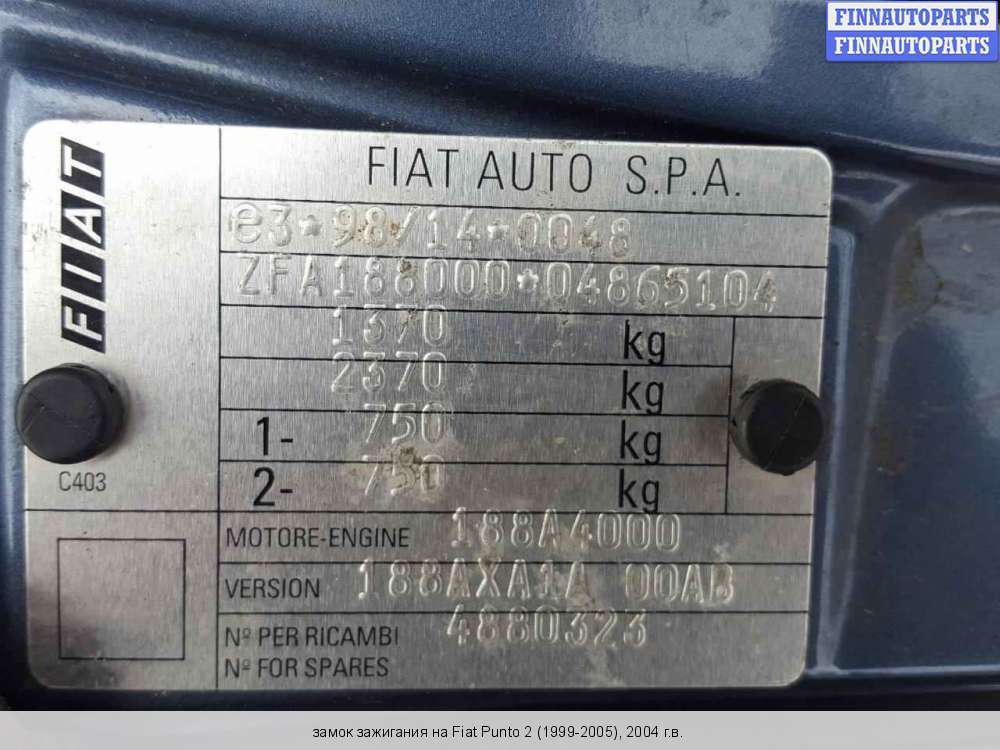 FINNAUTOPARTS
FINNAUTOPARTS
FIAT
FIAT AUTO S.P.A.
e3*98/14*0048
ZFA188000*04865104
1370 kg
2370 kg
1- 750 kg
2- 750 kg
C403
MOTORE-ENGINE 188A4000
VERSION 188AXA1A 00AB
Nº PER RICAMBI 4880323
Nº FOR SPARES
замок зажигания на Fiat Punto 2 (1999-2005), 2004 г.в.